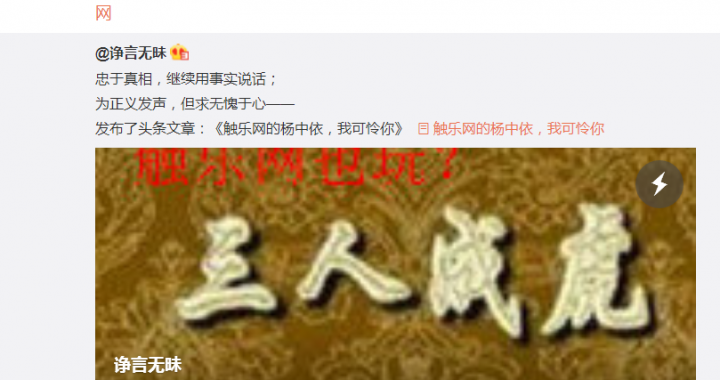 网
@诤言无昧
忠于真相，继续用事实说话；
为正义发声，但求无愧于心——
发布了头条文章：《触乐网的杨中依，我可怜你》 触乐网的杨中依，我可怜你
触乐网也玩？
三人成虎
诤言无昧